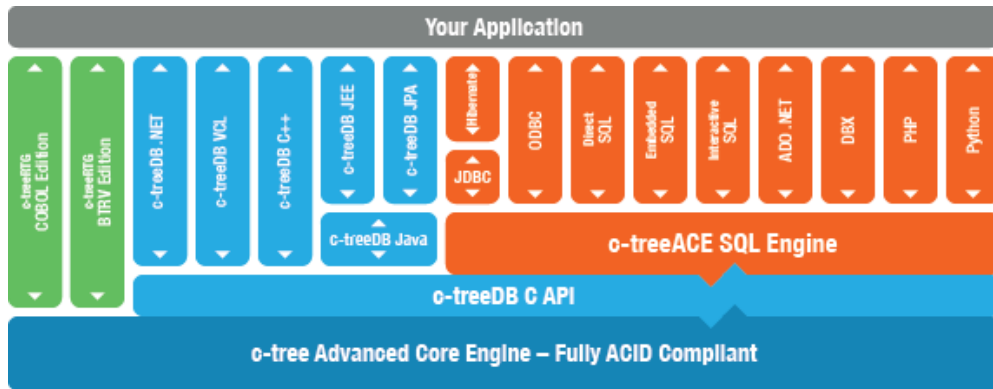 Your Application
c-treeRTG
COBOL Edition
c-treeRTG
BTRV Edition
c-treeDB .NET
c-treeDB VCL
c-treeDB C++
c-treeDB JEE
c-treeDB JPA
Hibernate
JDBC
ODBC
Direct
SQL
Embedded
SQL
Interactive
SQL
ADO .NET
DBX
PHP
Python
c-treeDB Java
c-treeACE SQL Engine
c-treeDB C API
c-tree Advanced Core Engine – Fully ACID Compliant